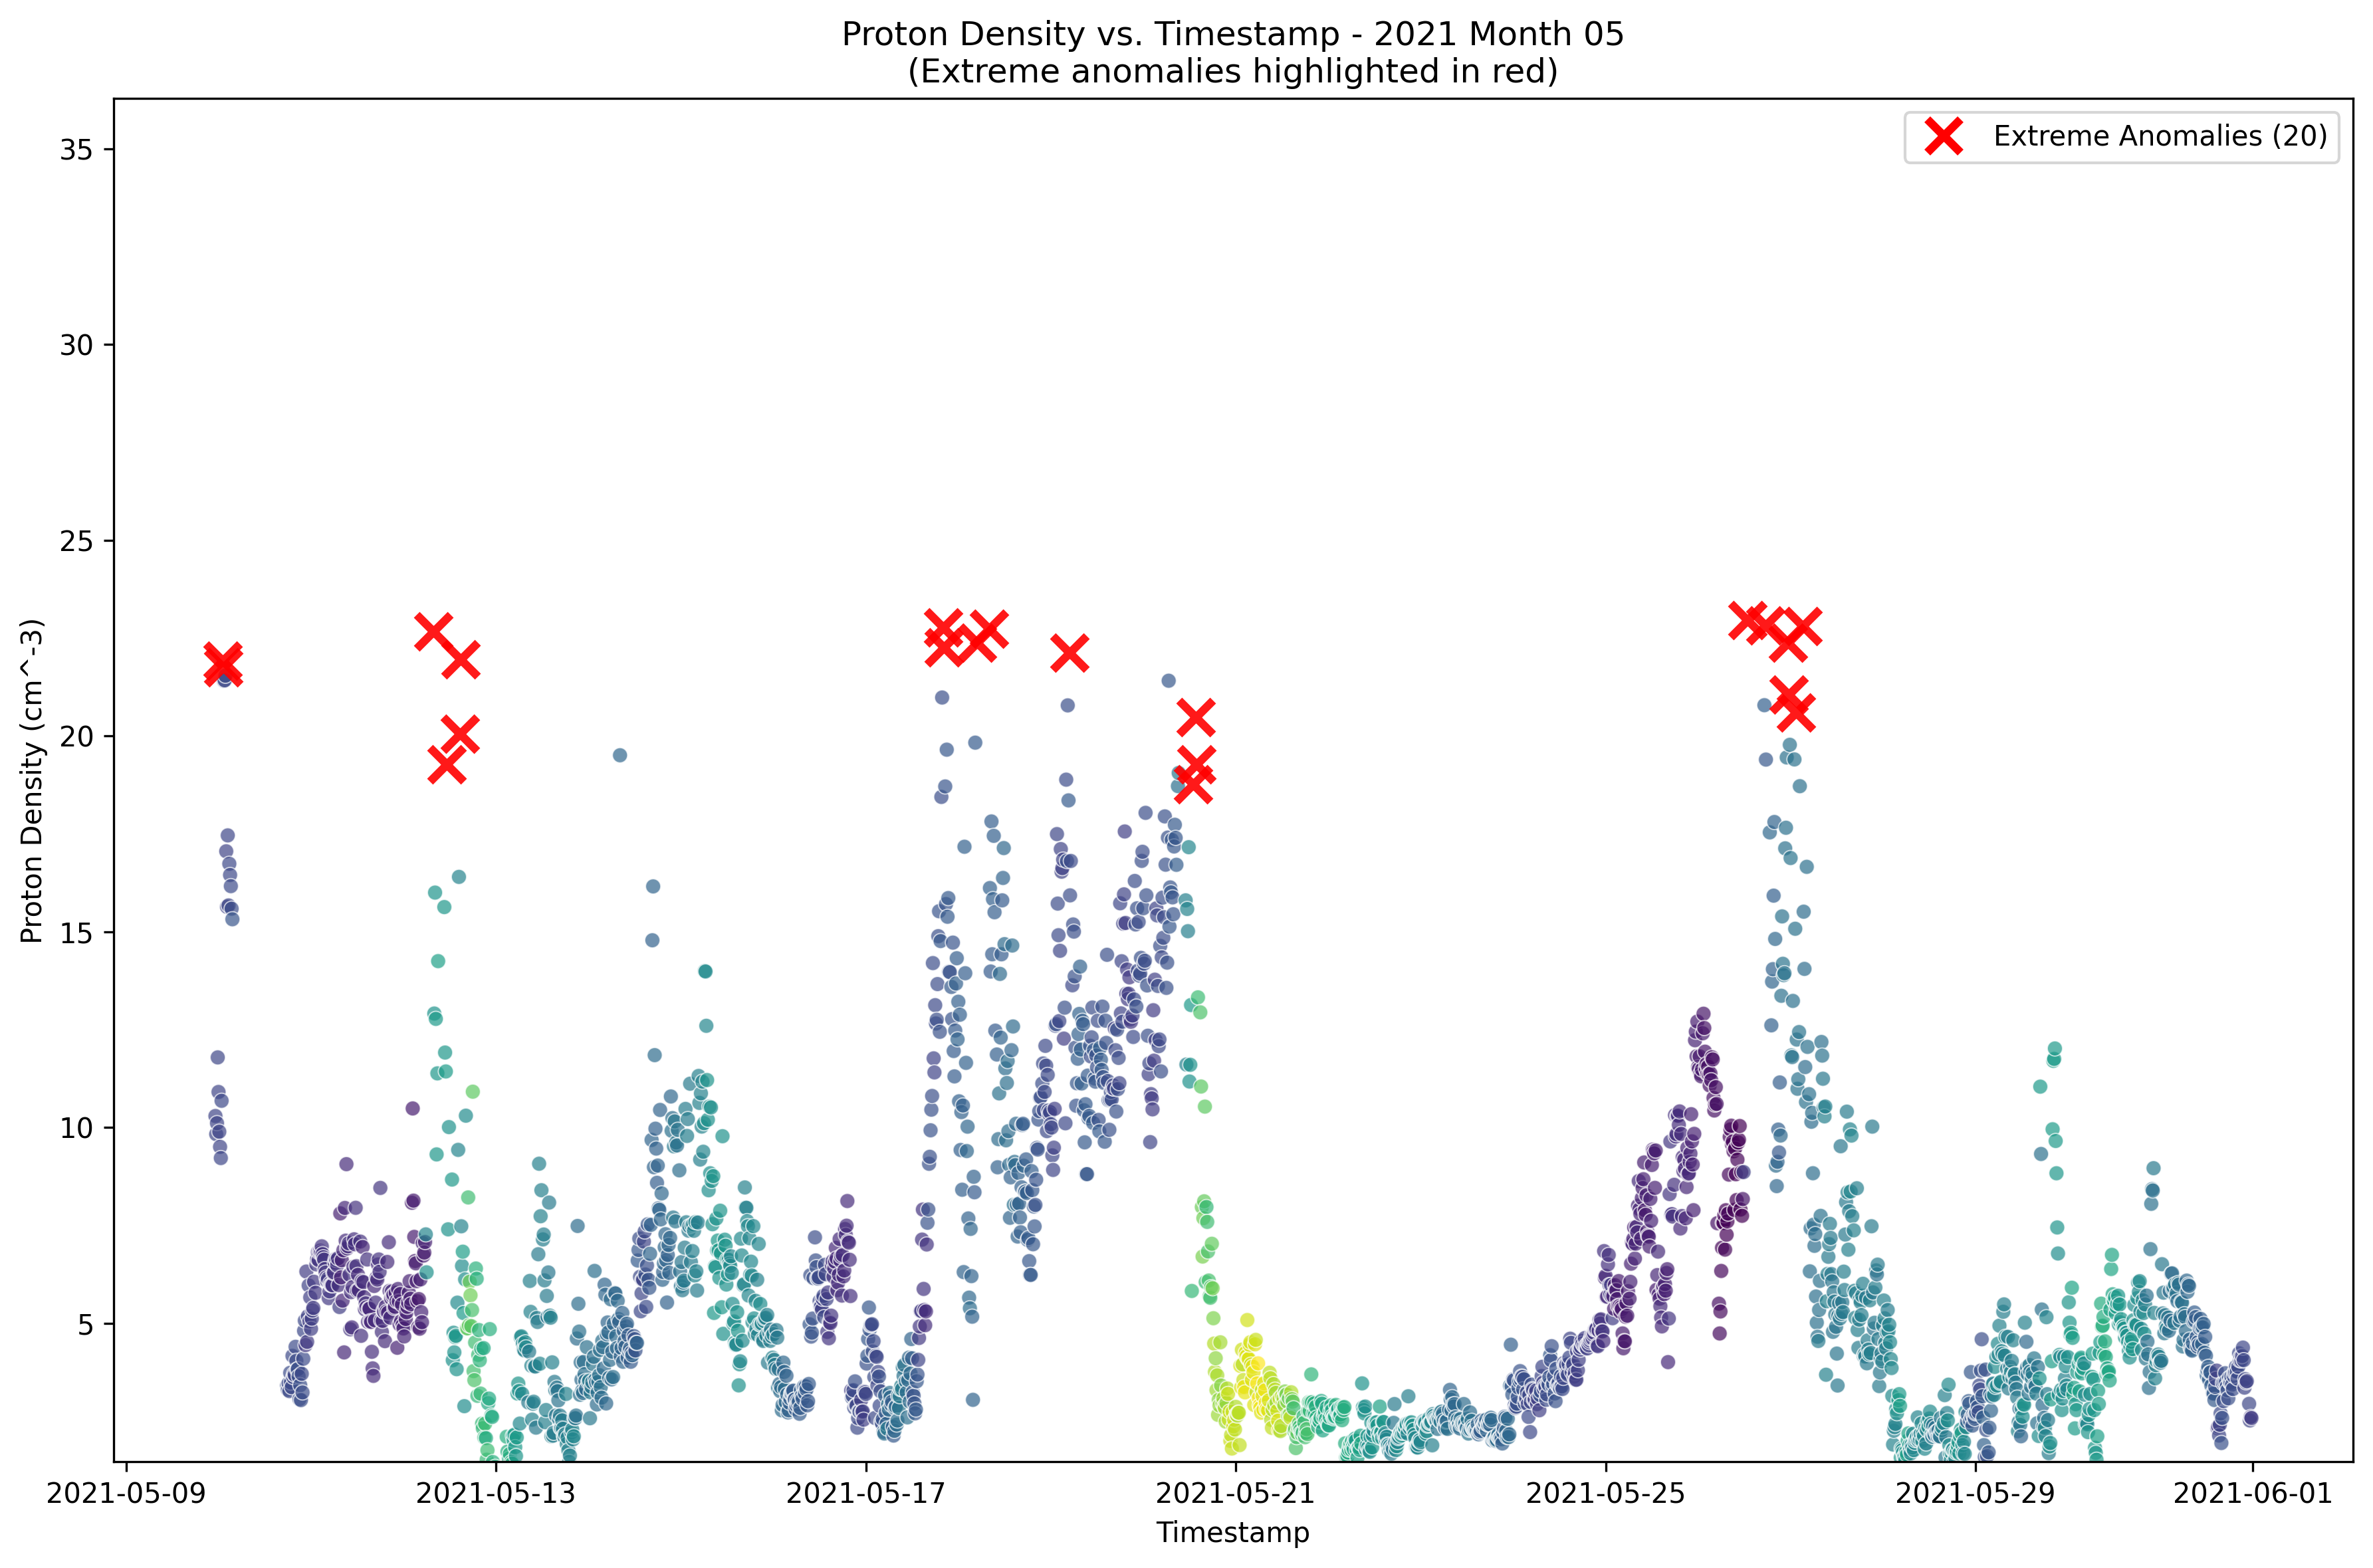 Proton Density vs. Timestamp - 2021 Month 05
(Extreme anomalies highlighted in red)
Extreme Anomalies (20)
Proton Density (cm^-3)
35
30
25
20
15
10
5
2021-05-09
2021-05-13
2021-05-17
2021-05-21
2021-05-25
2021-05-29
2021-06-01
Timestamp